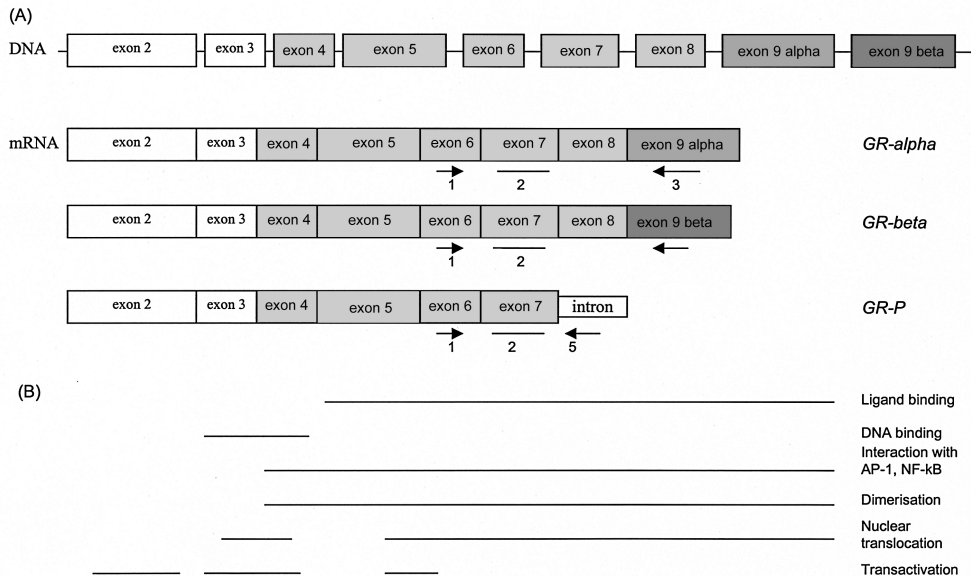 (A)
DNA exon 2 exon 3 exon 4 exon 5 exon 6 exon 7 exon 8 exon 9 alpha exon 9 beta
mRNA exon 2 exon 3 exon 4 exon 5 exon 6 exon 7 exon 8 exon 9 alpha GR-alpha
1 2 3
exon 2 exon 3 exon 4 exon 5 exon 6 exon 7 exon 8 exon 9 beta GR-beta
1 2
exon 2 exon 3 exon 4 exon 5 exon 6 exon 7 intron GR-P
1 2 5
(B)
Ligand binding
DNA binding
Interaction with
AP-1, NF-kB
Dimerisation
Nuclear
translocation
Transactivation